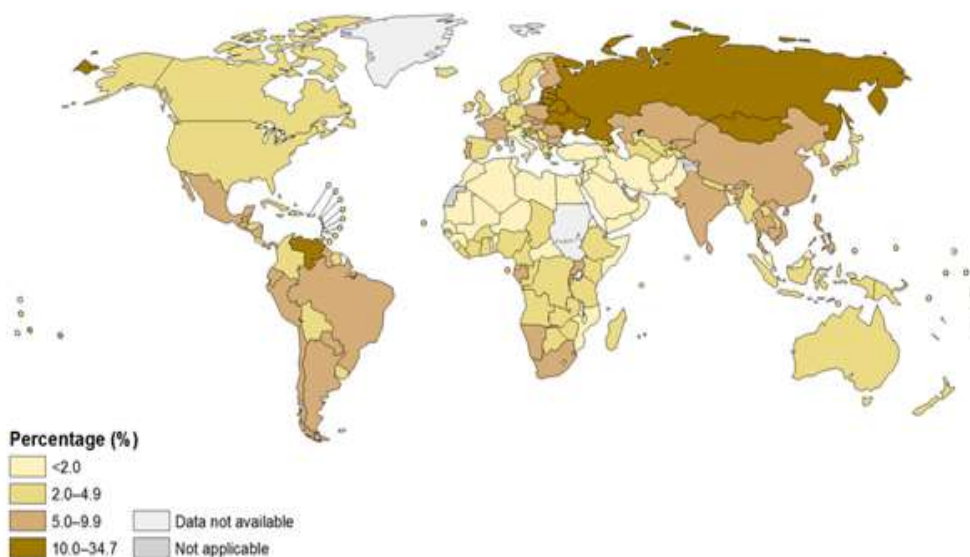 Percentage (%)
<2.0
2.0–4.9
5.0–9.9
10.0–34.7
Data not available
Not applicable